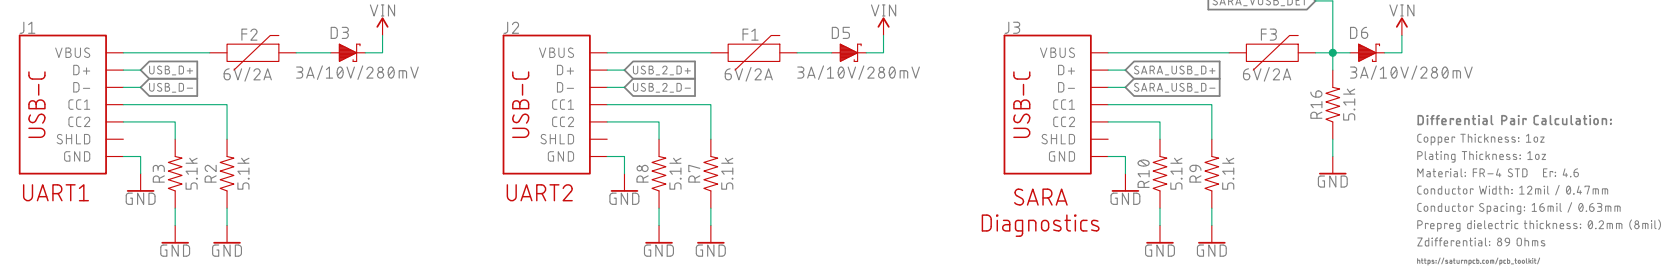 J1
VBUS
D+
D-
CC1
CC2
SHLD
GND
USB-C
UART1
USB_D+
USB_D-
F2
6V/2A
D3
3A/10V/280mV
VIN
GND
R3
5.1k
R2
5.1k
GND
GND
J2
VBUS
D+
D-
CC1
CC2
SHLD
GND
USB-C
UART2
USB_2_D+
USB_2_D-
F1
6V/2A
D5
3A/10V/280mV
VIN
GND
R8
5.1k
R7
5.1k
GND
GND
J3
VBUS
D+
D-
CC1
CC2
SHLD
GND
USB-C
SARA
Diagnostics
SARA_USB_D+
SARA_USB_D-
SARA_VUSB_DET
F3
6V/2A
D6
3A/10V/280mV
VIN
R16
5.1k
GND
GND
R10
5.1k
R9
5.1k
GND
GND
Differential Pair Calculation:
Copper Thickness: 1oz
Plating Thickness: 1oz
Material: FR-4 STD Er: 4.6
Conductor Width: 12mil / 0.47mm
Conductor Spacing: 16mil / 0.63mm
Prepreg dielectric thickness: 0.2mm (8mil)
Zdifferential: 89 Ohms
https://saturnpcb.com/pcb_toolkit/